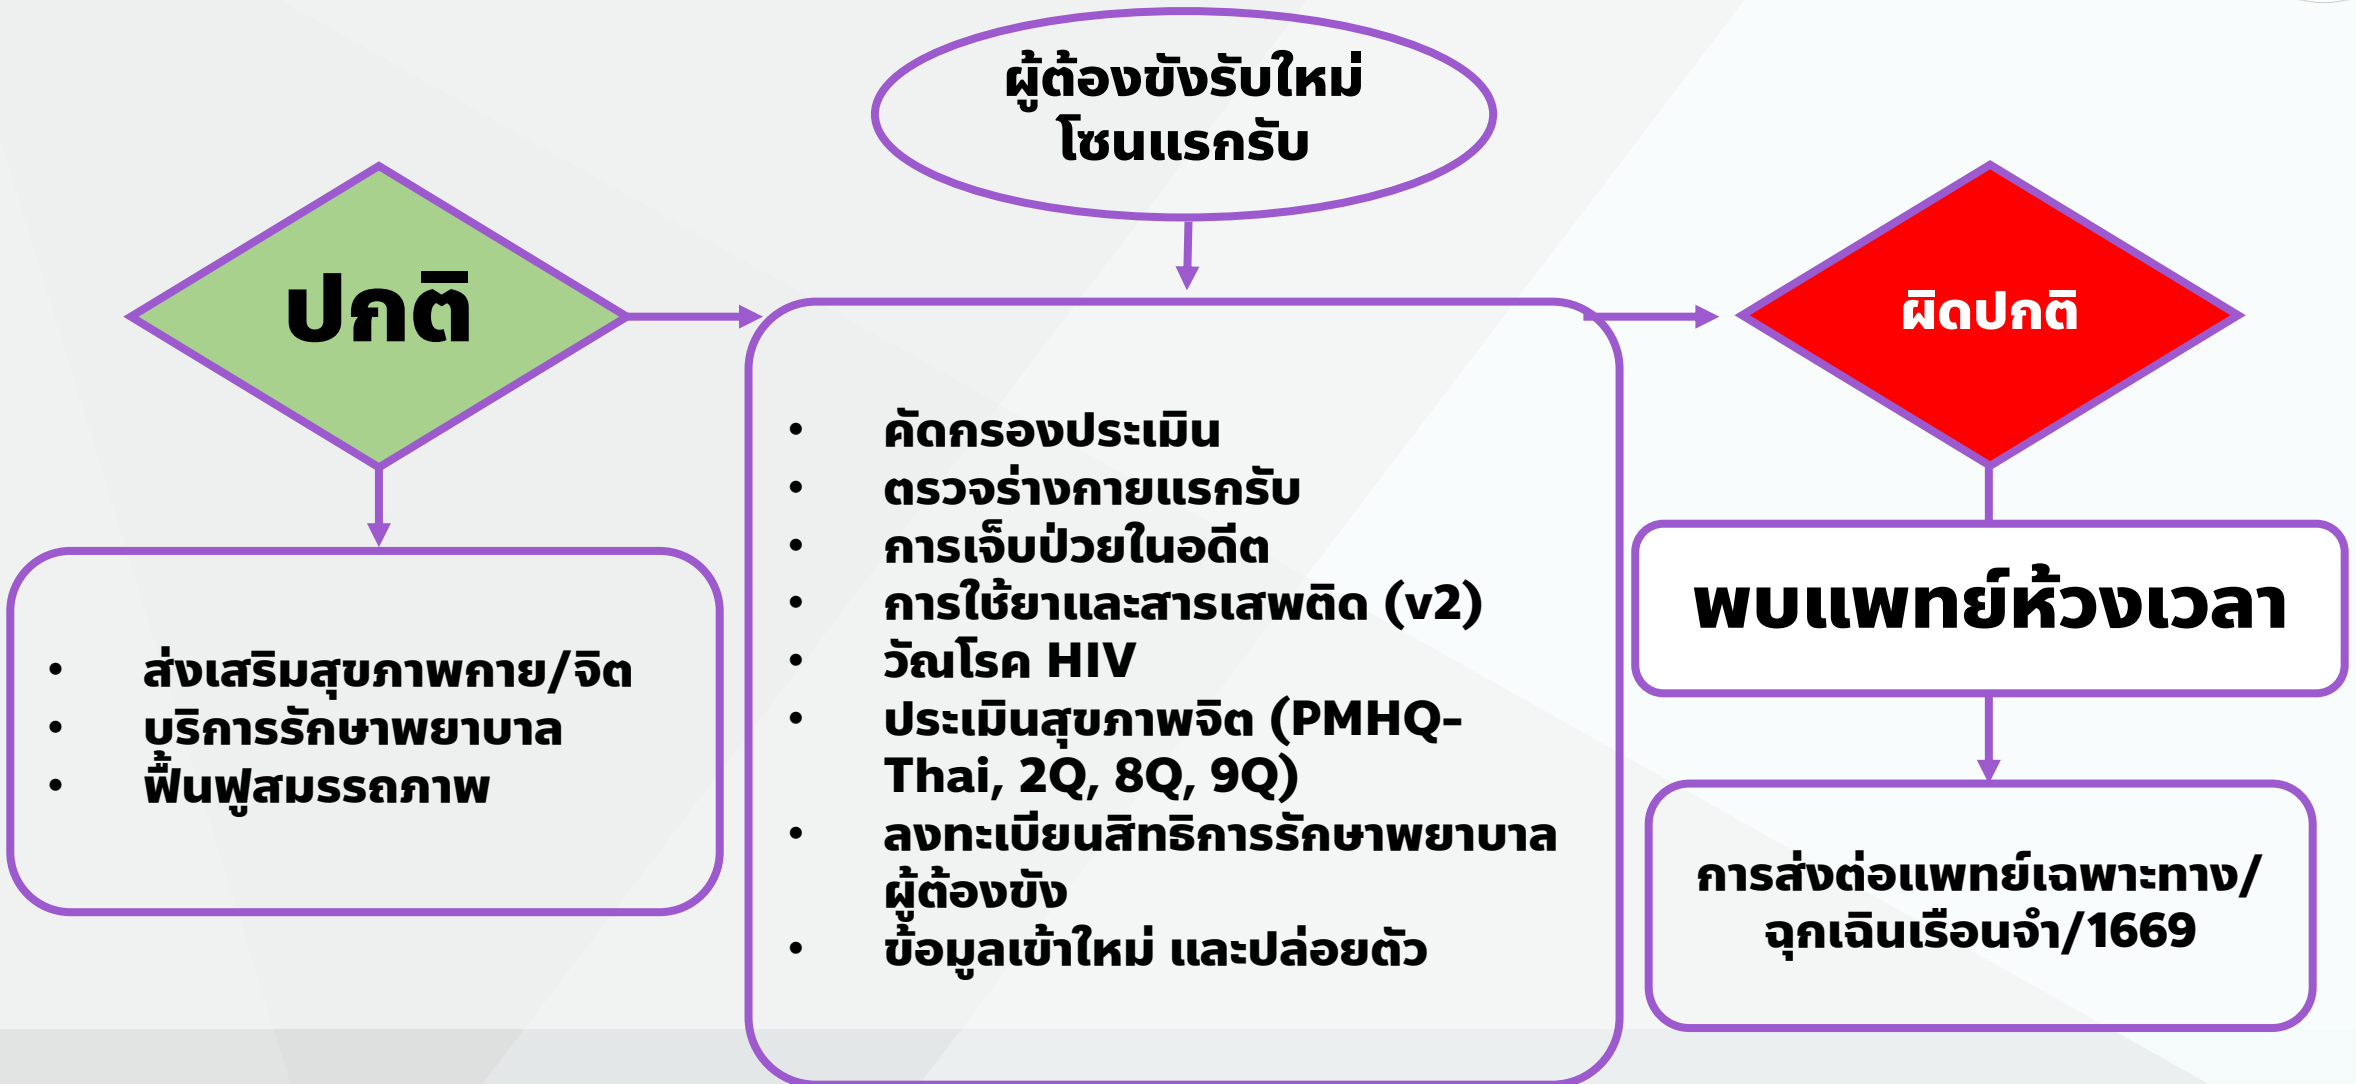 ผู้ต้องขังรับใหม่
โซนแรกรับ
ปกติ
ผิดปกติ
• คัดกรองประเมิน
• ตรวจร่างกายแรกรับ
• การเจ็บป่วยในอดีต
• การใช้ยาและสารเสพติด (v2)
• วัณโรค HIV
• ประเมินสุขภาพจิต (PMHQ-
Thai, 2Q, 8Q, 9Q)
• ลงทะเบียนสิทธิการรักษาพยาบาล
ผู้ต้องขัง
• ข้อมูลเข้าใหม่ และปล่อยตัว
• ส่งเสริมสุขภาพกาย/จิต
• บริการรักษาพยาบาล
• ฟื้นฟูสมรรถภาพ
พบแพทย์ห้วงเวลา
การส่งต่อแพทย์เฉพาะทาง/
ฉุกเฉินเรือนจำ/1669